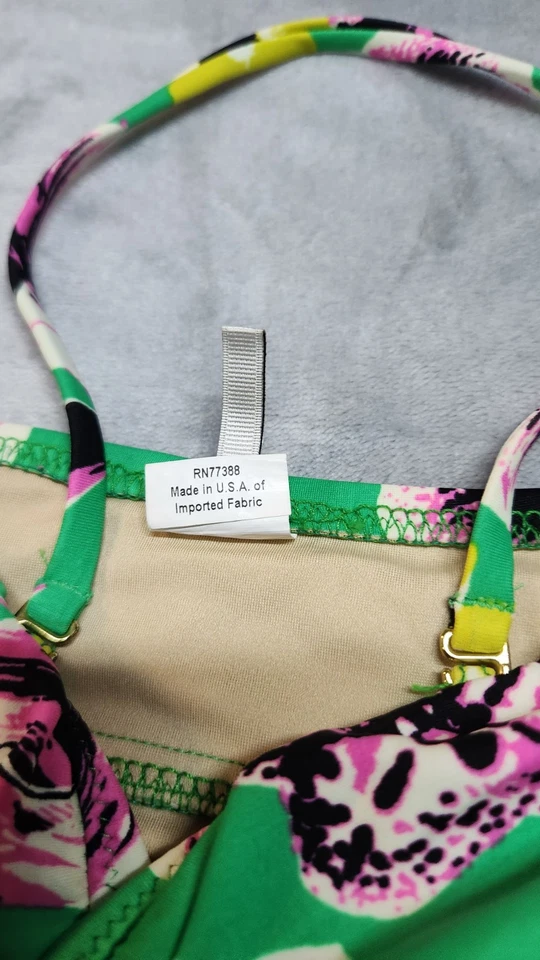 RN77388
Made in U.S.A. of
Imported Fabric